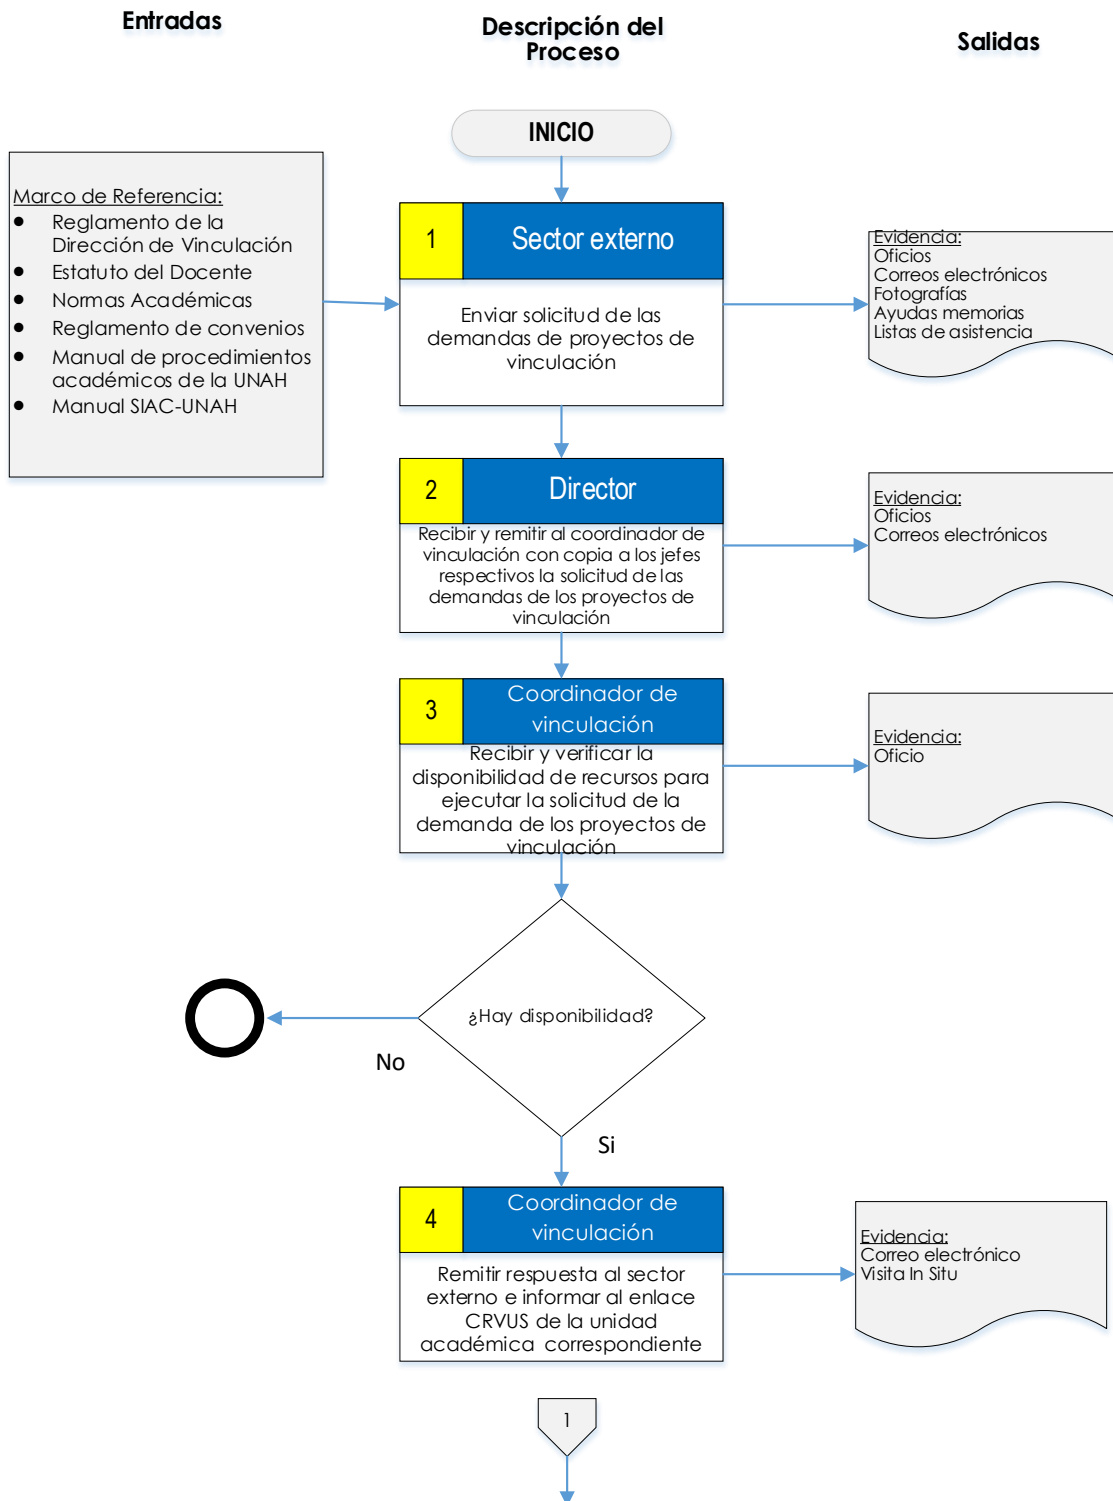 Entradas
Descripción del
Proceso
Salidas
INICIO
Marco de Referencia:
● Reglamento de la
Dirección de Vinculación
● Estatuto del Docente
● Normas Académicas
● Reglamento de convenios
● Manual de procedimientos
académicos de la UNAH
● Manual SIAC-UNAH
1
Sector externo
Enviar solicitud de las
demandas de proyectos de
vinculación
Evidencia:
Oficios
Correos electrónicos
Fotografías
Ayudas memorias
Listas de asistencia
2
Director
Recibir y remitir al coordinador de
vinculación con copia a los jefes
respectivos la solicitud de las
demandas de los proyectos de
vinculación
Evidencia:
Oficios
Correos electrónicos
3
Coordinador de
vinculación
Recibir y verificar la
disponibilidad de recursos para
ejecutar la solicitud de la
demanda de los proyectos de
vinculación
Evidencia:
Oficio
¿Hay disponibilidad?
No
Si
4
Coordinador de
vinculación
Remitir respuesta al sector
externo e informar al enlace
CRVUS de la unidad
académica correspondiente
Evidencia:
Correo electrónico
Visita In Situ
1